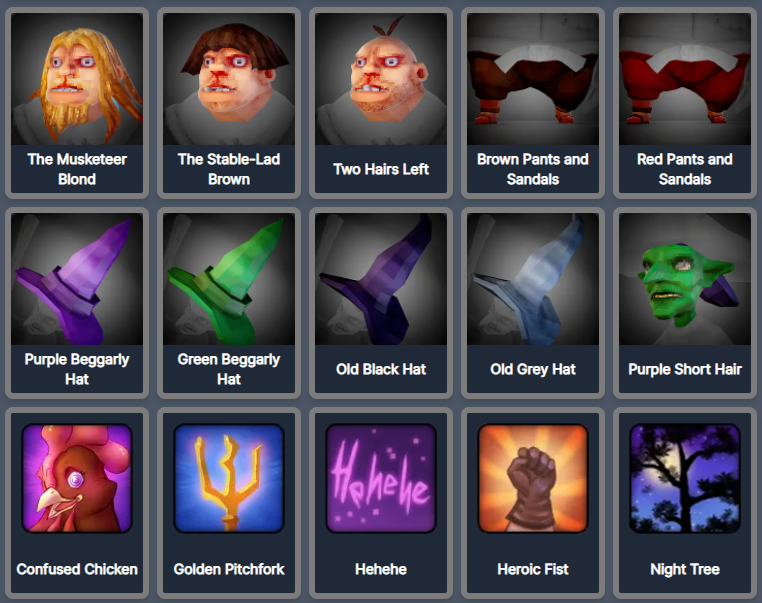 The Musketeer
Blond
The Stable-Lad
Brown
Two Hairs Left
Brown Pants and
Sandals
Red Pants and
Sandals
Purple Beggarly
Hat
Green Beggarly
Hat
Old Black Hat
Old Grey Hat
Purple Short Hair
Hehehe
Confused Chicken
Golden Pitchfork
Hehehe
Heroic Fist
Night Tree